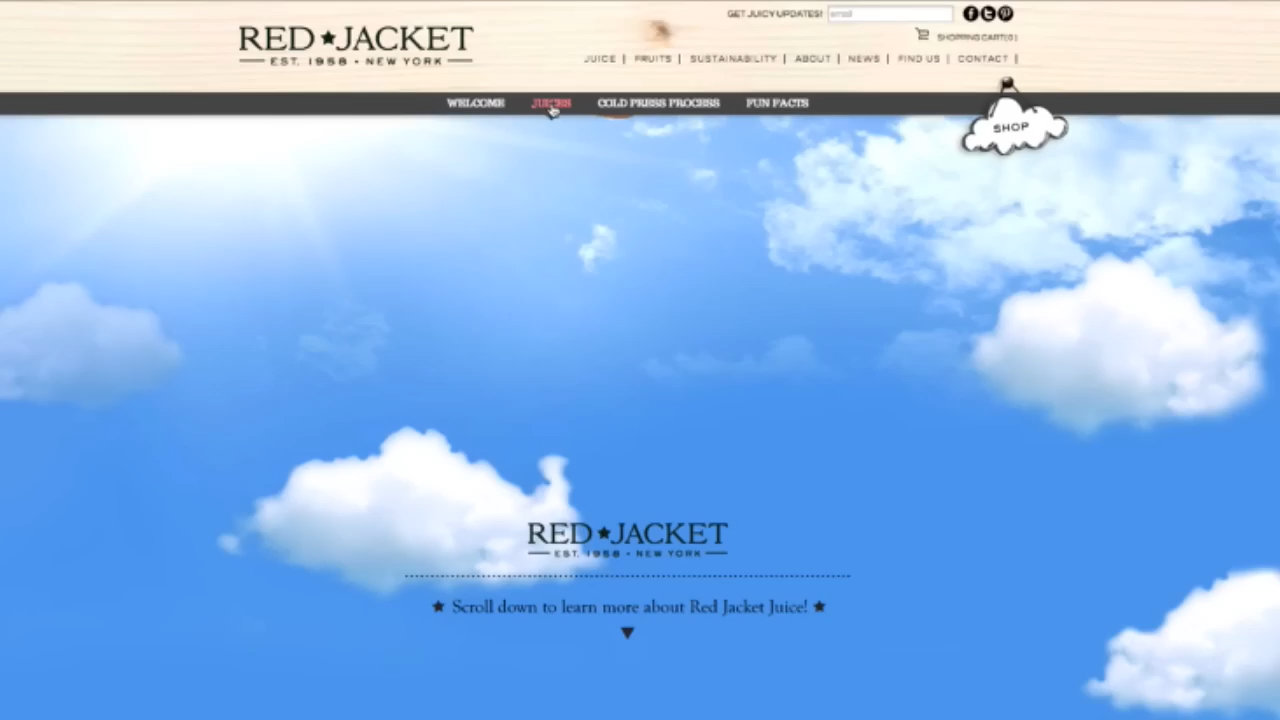 GET JUICY UPDATES! email
RED★JACKET
EST. 1958 • NEW YORK
SHOPPING CART(0)
JUICE | FRUITS | SUSTAINABILITY | ABOUT | NEWS | FIND US | CONTACT |
WELCOME JUICES COLD PRESS PROCESS FUN FACTS
SHOP
RED★JACKET
EST. 1958 • NEW YORK
★ Scroll down to learn more about Red Jacket Juice! ★